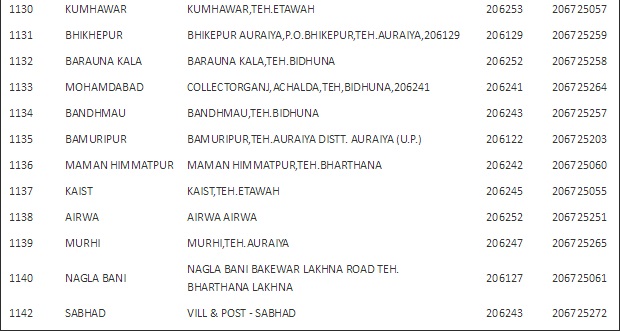 1130 KUMHAWAR KUMHAWAR,TEH.ETAWAH 206253 206725057
1131 BHIKHEPUR BHIKEPUR AURAIYA,P.O.BHIKEPUR,TEH.AURAIYA,206129 206129 206725259
1132 BARAUNA KALA BARAUNA KALA,TEH.BIDHUNA 206252 206725258
1133 MOHAMDABAD COLLECTORGANJ,ACHALDA,TEH,BIDHUNA,206241 206241 206725264
1134 BANDHMAU BANDHMAU,TEH.BIDHUNA 206243 206725257
1135 BAMURIPUR BAMURIPUR,TEH.AURAIYA DISTT. AURAIYA (U.P.) 206122 206725203
1136 MAMAN HIMMATPUR MAMAN HIMMATPUR,TEH.BHARTHANA 206242 206725060
1137 KAIST KAIST,TEH.ETAWAH 206245 206725055
1138 AIRWA AIRWA AIRWA 206252 206725251
1139 MURHI MURHI,TEH.AURAIYA 206247 206725265
1140 NAGLA BANI NAGLA BANI BAKEWAR LAKHNA ROAD TEH. 206127 206725061
BHARTHANA LAKHNA
1142 SABHAD VILL & POST - SABHAD 206243 206725272